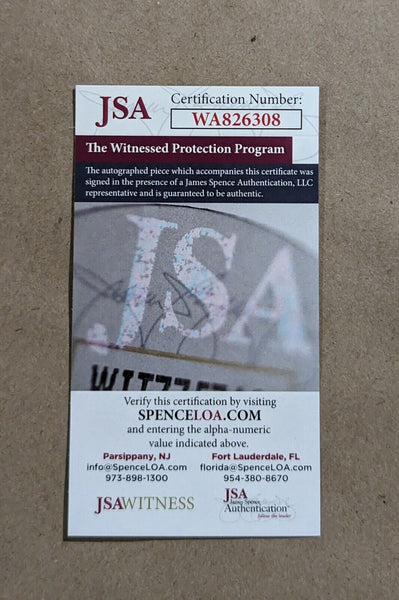 JSA
Certification Number:
WA826308
The Witnessed Protection Program
The autographed piece which accompanies this certificate was
signed in the presence of a James Spence Authentication, LLC
representative and is guaranteed to be authentic.
JSA
Verify this certification by visiting
SPENCELOA.COM
and entering the alpha-numeric
value indicated above.
Parsippany, NJ
info@SpenceLOA.com
973-898-1300
Fort Lauderdale, FL
florida@SpenceLOA.com
954-380-8670
JSAWITNESS
JSA
James Spence
Authentication
follow the leader